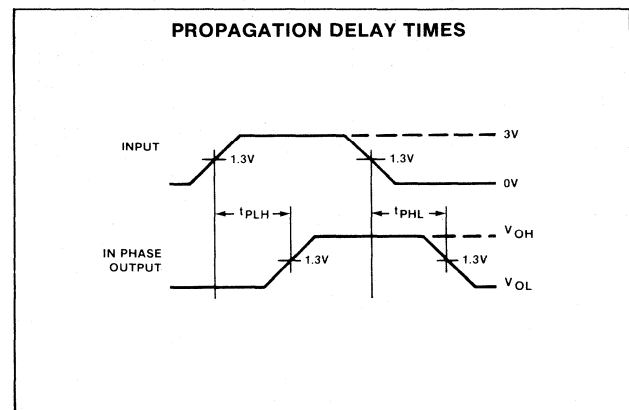 PROPAGATION DELAY TIMES
INPUT
1.3V
1.3V
3V
0V
tPLH
tPHL
IN PHASE
OUTPUT
1.3V
1.3V
VOH
VOL